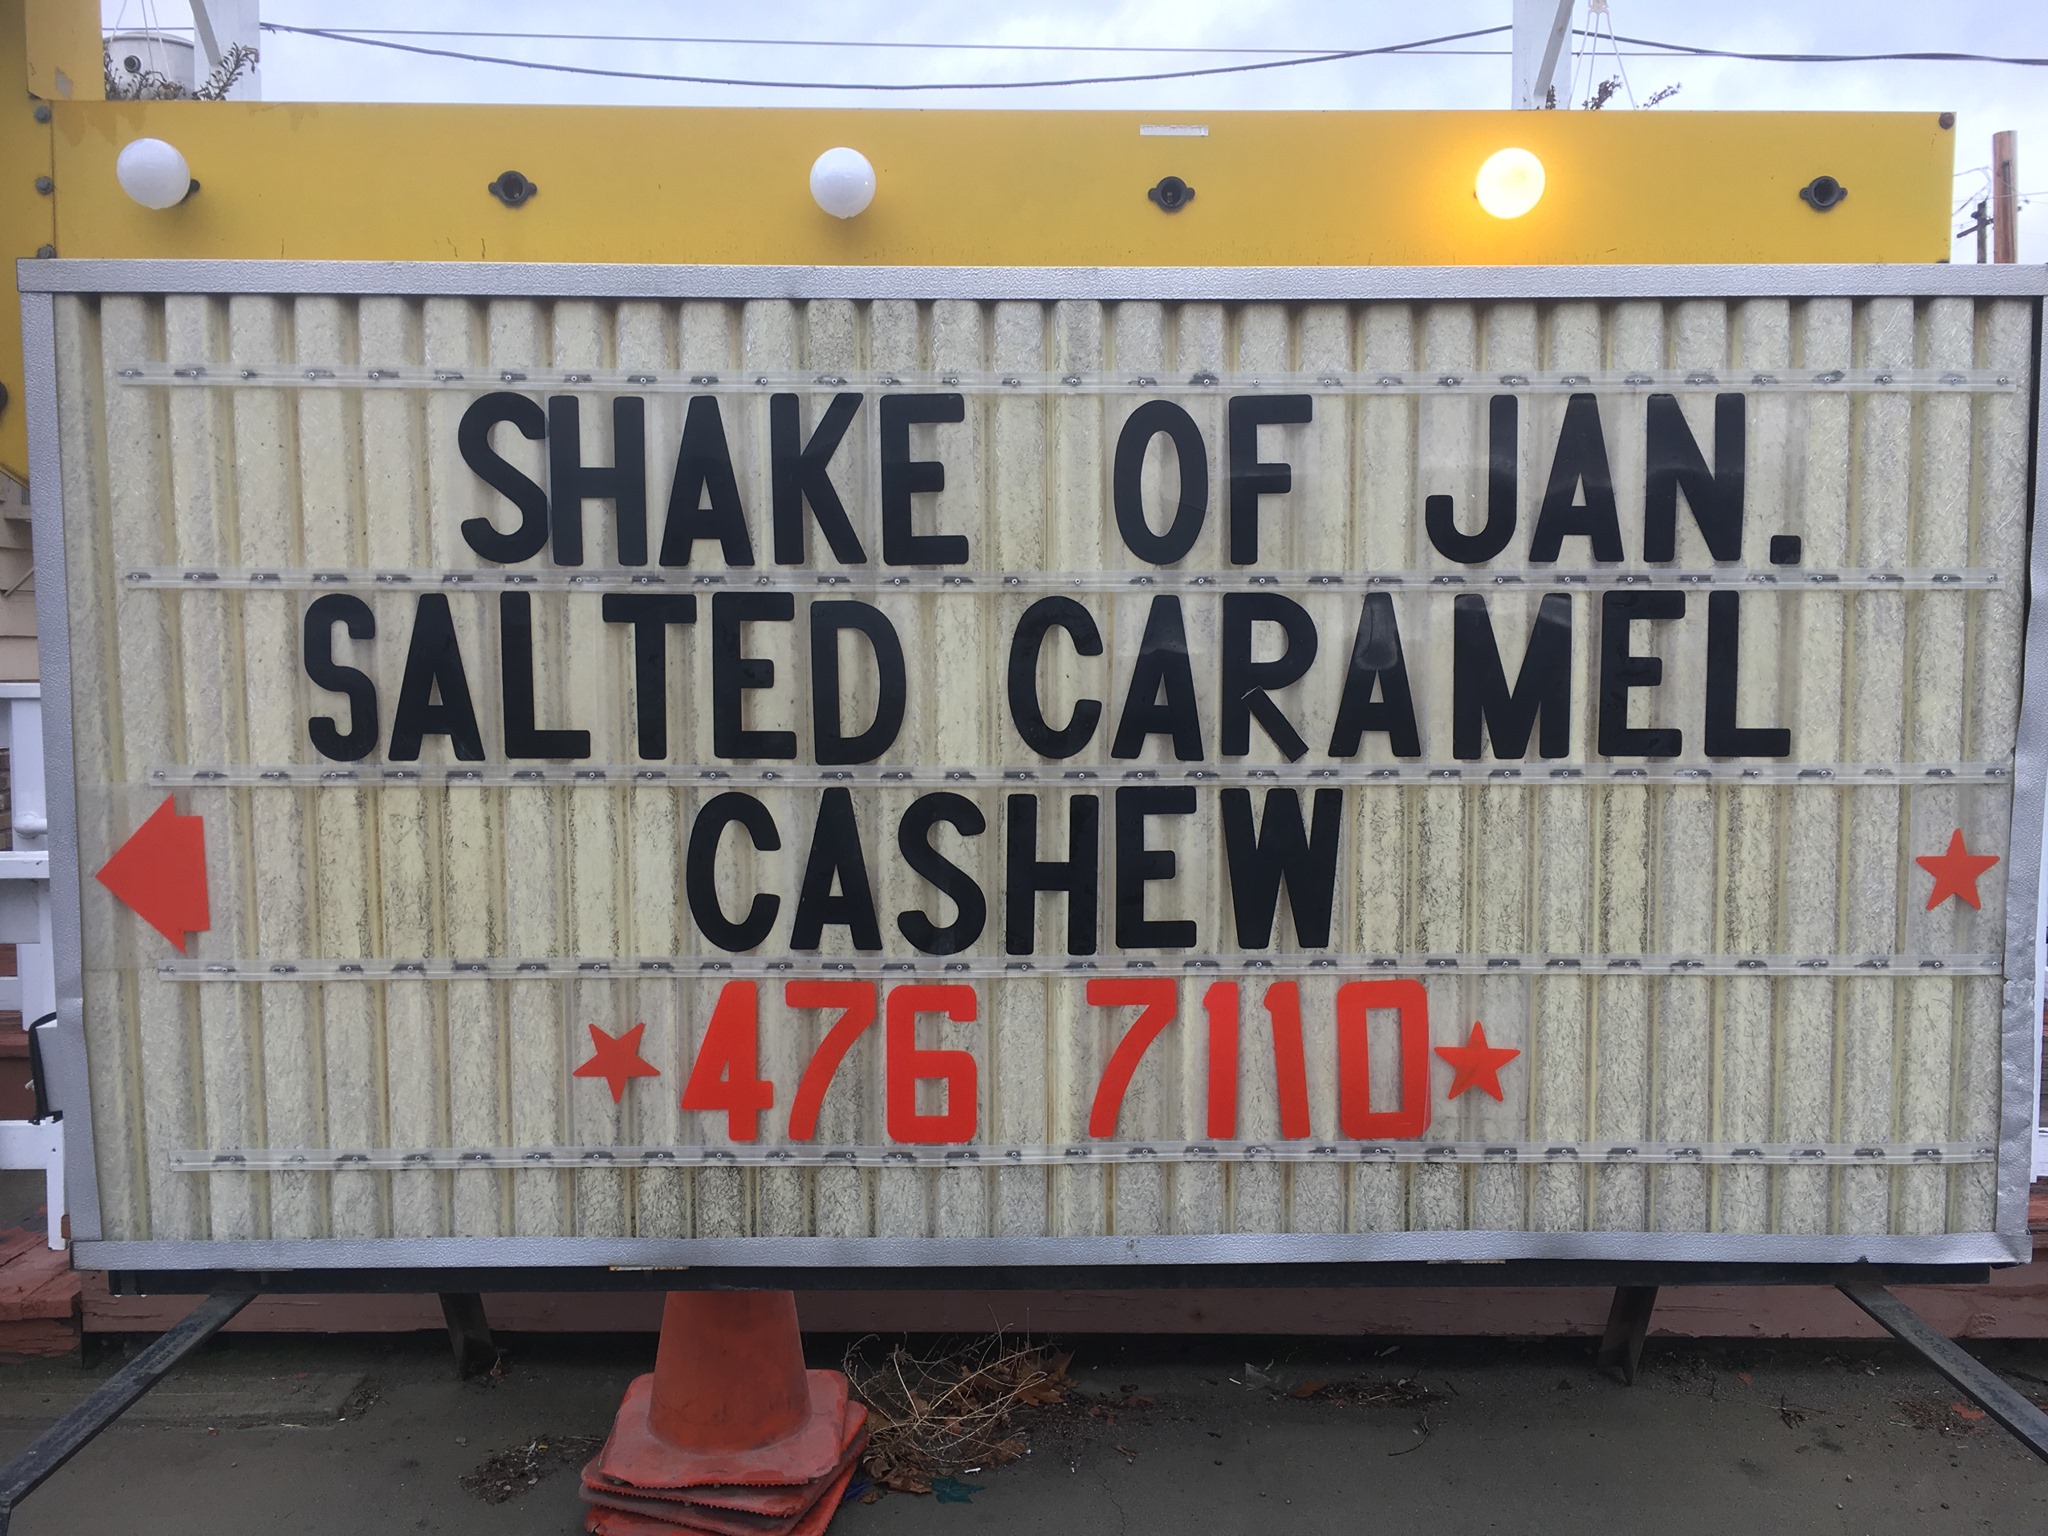 SHAKE OF JAN.
SALTED CARAMEL
CASHEW
476 7110